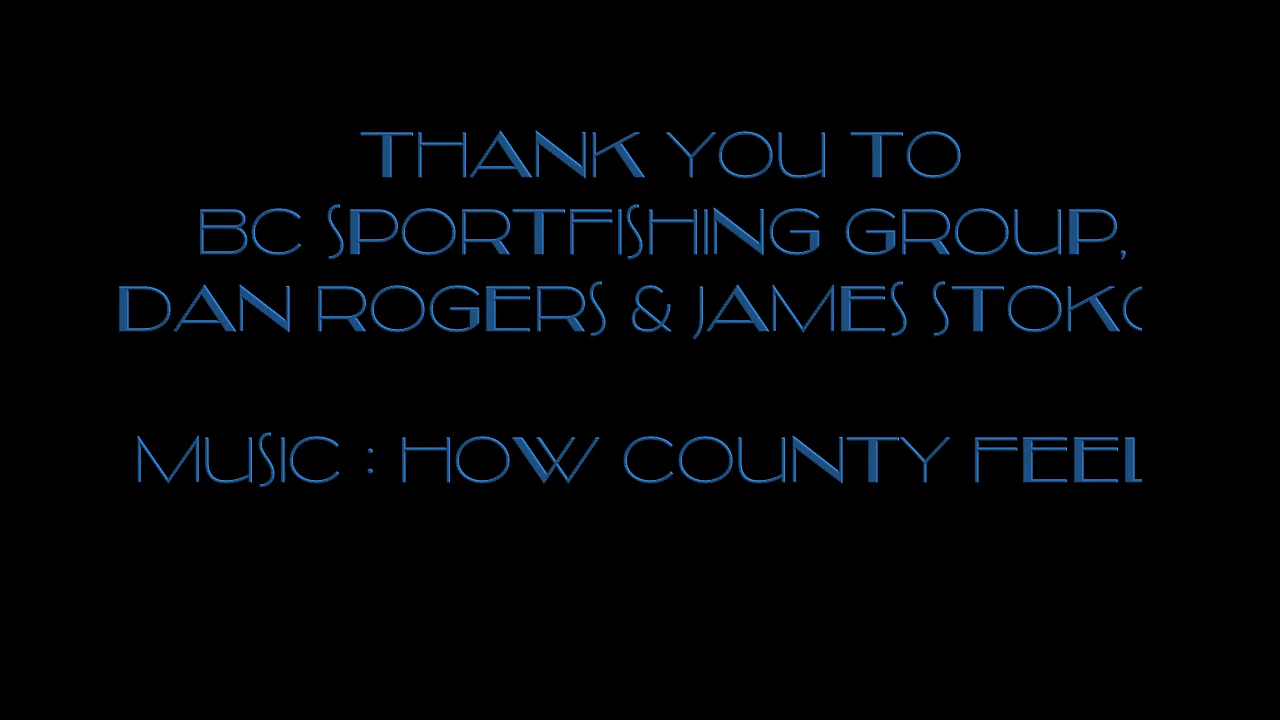 THANK YOU TO
BC SPORTFISHING GROUP,
DAN ROGERS & JAMES
MUSIC : HOW COUNTY